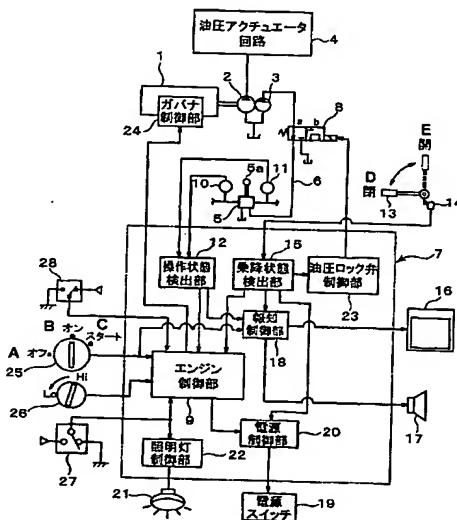 油圧アクチュエータ
回路
4
1
2
3
ガバナ
制御部
24
8
a
b
E
開
D
閉
13
14
5a
11
10
5
6
操作状態
検出部
12
乗降状態
検出部
15
油圧ロック弁
制御部
23
7
16
28
報知
制御部
18
B
オン
C
スタート
A
オフ
25
エンジン
制御部
9
17
Hi
Lo
26
電源
制御部
20
27
照明灯
制御部
22
21
電源
スイッチ
19